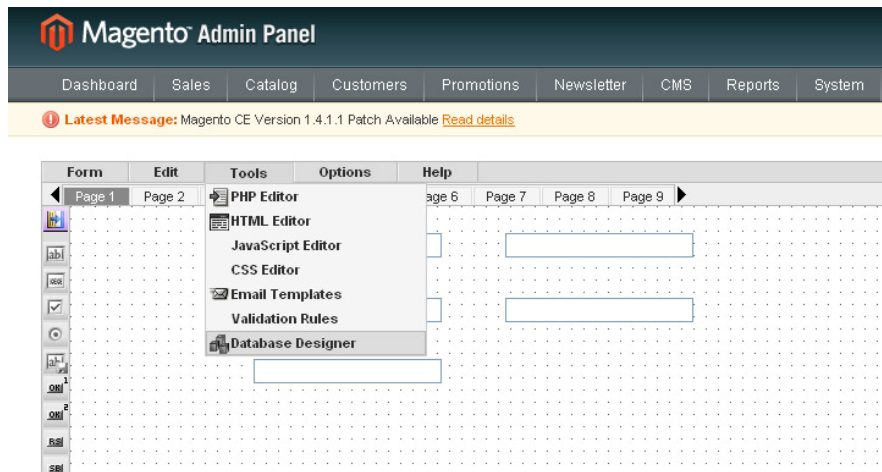 Magento™ Admin Panel
Dashboard Sales Catalog Customers Promotions Newsletter CMS Reports System
Latest Message: Magento CE Version 1.4.1.1 Patch Available Read details
Form Edit Tools Options Help
Page 1 Page 2 age 6 Page 7 Page 8 Page 9
PHP Editor
HTML Editor
JavaScript Editor
CSS Editor
Email Templates
Validation Rules
Database Designer
abl